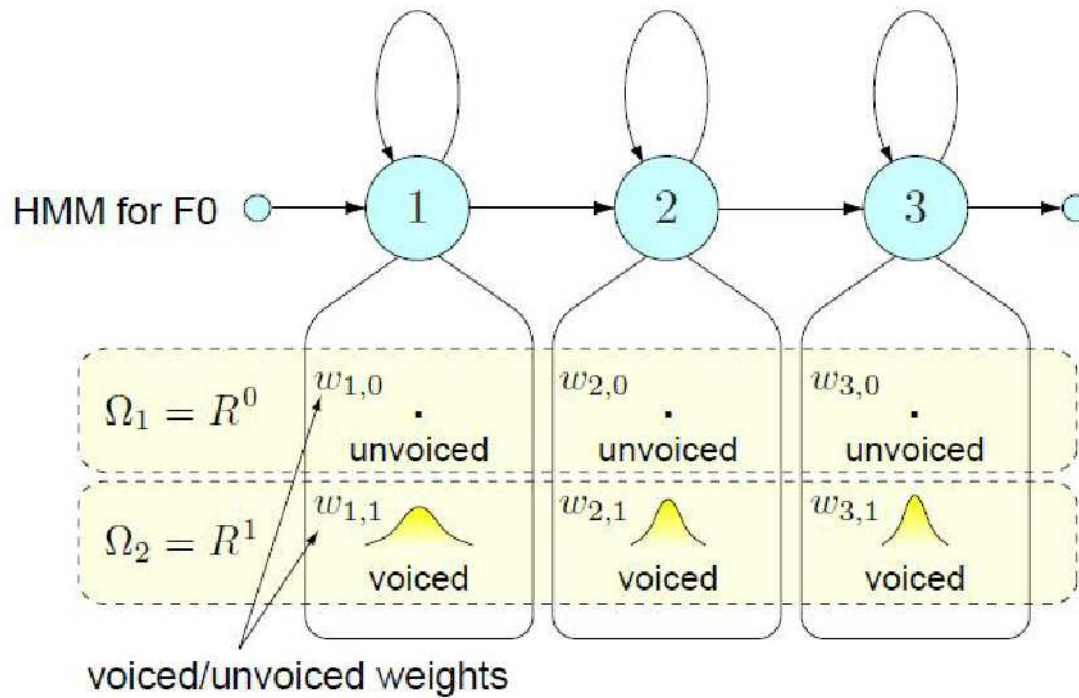 HMM for F0
1 2 3
Ω₁ = R⁰
w₁,₀ w₂,₀ w₃,₀
unvoiced unvoiced unvoiced
Ω₂ = R¹
w₁,₁ w₂,₁ w₃,₁
voiced voiced voiced
voiced/unvoiced weights